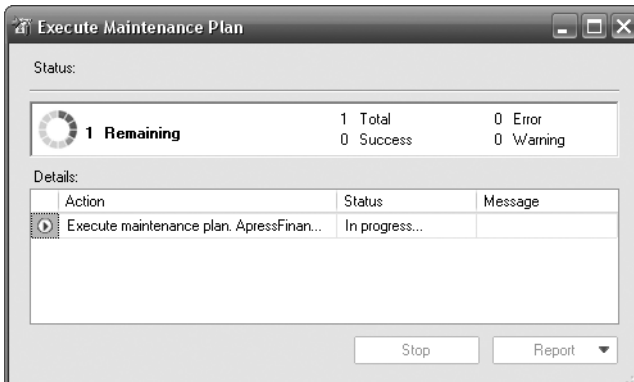 Execute Maintenance Plan
Status:
1 Remaining
1 Total
0 Error
0 Success
0 Warning
Details:
Action Status Message
Execute maintenance plan. ApressFinan... In progress...
Stop Report